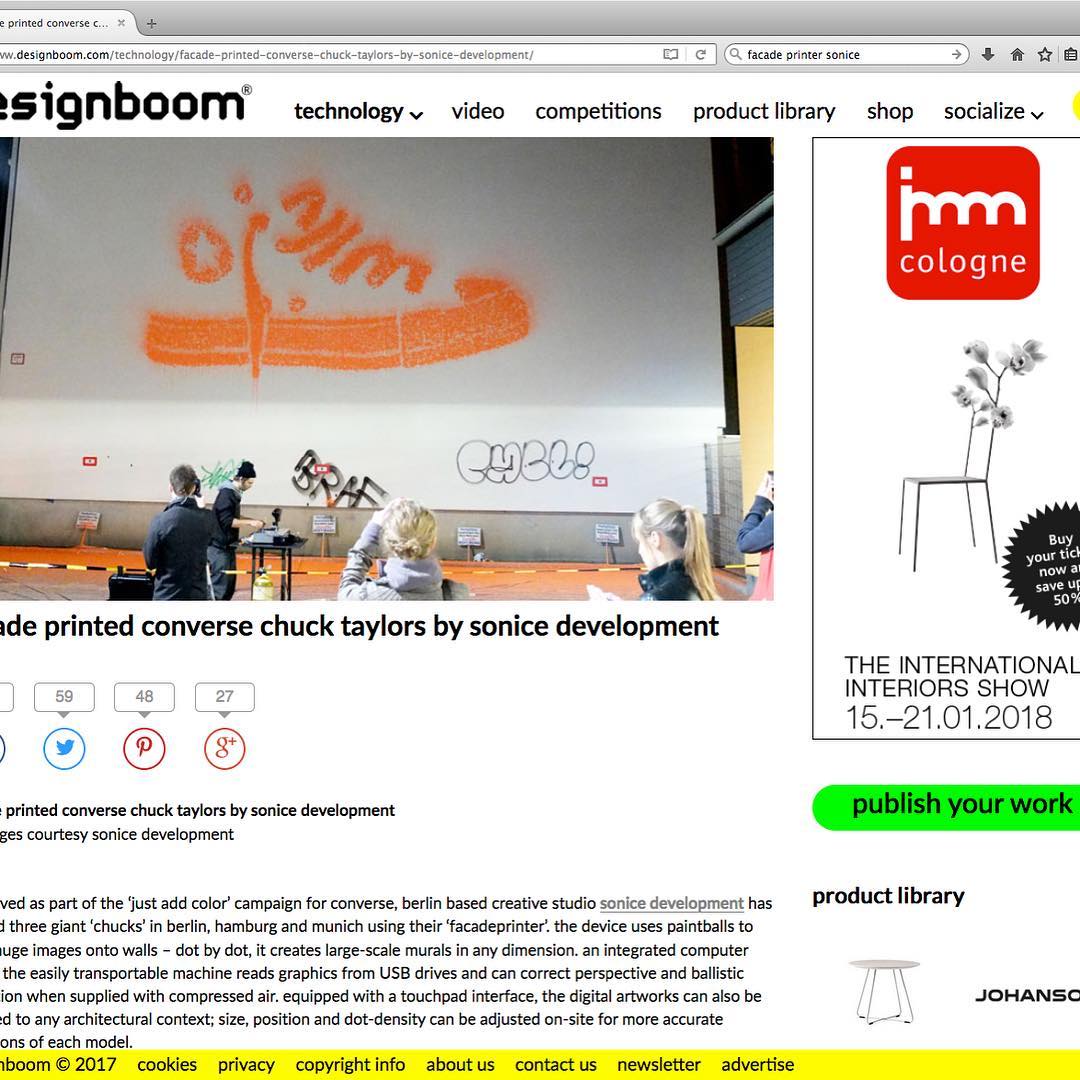 e printed converse c... × +
w.designboom.com/technology/facade-printed-converse-chuck-taylors-by-sonice-development/
facade printer sonice
esignboom®
technology
video
competitions
product library
shop
socialize
imm
cologne
Buy
your tick
now a
save up
50%
THE INTERNATIONAL
INTERIORS SHOW
15.–21.01.2018
ade printed converse chuck taylors by sonice development
59
48
27
e printed converse chuck taylors by sonice development
ges courtesy sonice development
ved as part of the ‘just add color’ campaign for converse, berlin based creative studio sonice development has
d three giant ‘chucks’ in berlin, hamburg and munich using their ‘facadeprinter’. the device uses paintballs to
huge images onto walls – dot by dot, it creates large-scale murals in any dimension. an integrated computer
the easily transportable machine reads graphics from USB drives and can correct perspective and ballistic
ion when supplied with compressed air. equipped with a touchpad interface, the digital artworks can also be
ed to any architectural context; size, position and dot-density can be adjusted on-site for more accurate
ons of each model.
publish your work
product library
JOHANSO
nboom © 2017
cookies
privacy
copyright info
about us
contact us
newsletter
advertise